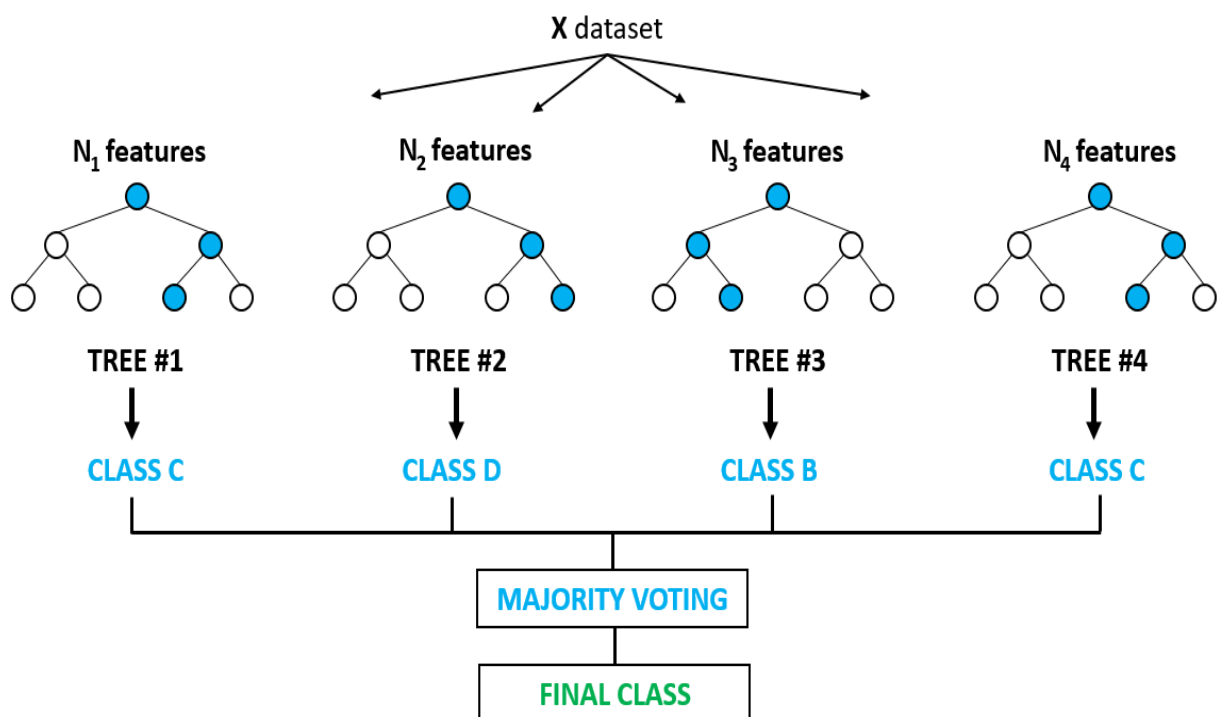 X dataset
N₁ features
N₂ features
N₃ features
N₄ features
TREE #1
TREE #2
TREE #3
TREE #4
CLASS C
CLASS D
CLASS B
CLASS C
MAJORITY VOTING
FINAL CLASS